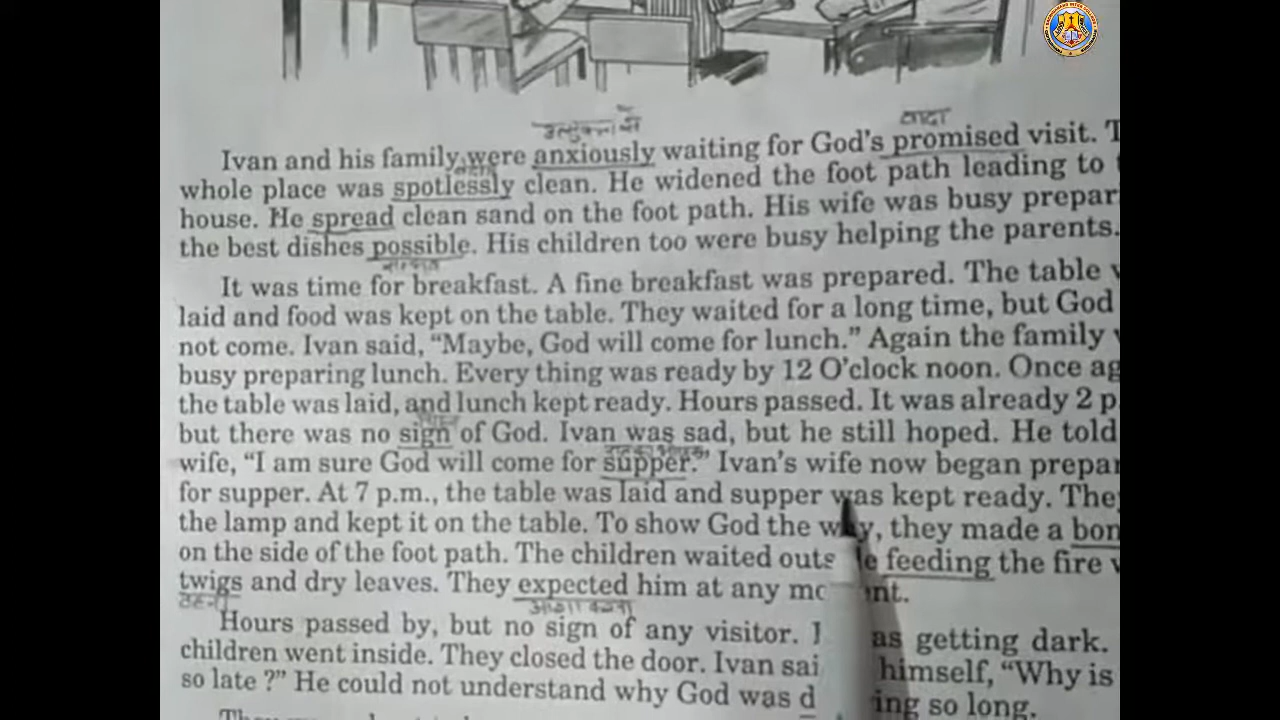 उत्सुकता से
वादा
Ivan and his family were anxiously waiting for God's promised visit. T
whole place was spotlessly clean. He widened the foot path leading to
house. He spread clean sand on the foot path. His wife was busy prepar
the best dishes possible. His children too were busy helping the parents.
It was time for breakfast. A fine breakfast was prepared. The table
laid and food was kept on the table. They waited for a long time, but God
not come. Ivan said, “Maybe, God will come for lunch.” Again the family
busy preparing lunch. Every thing was ready by 12 O’clock noon. Once ag
the table was laid, and lunch kept ready. Hours passed. It was already 2 p.
but there was no sign of God. Ivan was sad, but he still hoped. He told
wife, “I am sure God will come for supper.” Ivan’s wife now began prepar
for supper. At 7 p.m., the table was laid and supper was kept ready. They
the lamp and kept it on the table. To show God the way, they made a bon
on the side of the foot path. The children waited outs e feeding the fire
twigs and dry leaves. They expected him at any mo ent.
टहनी
आशा करना
Hours passed by, but no sign of any visitor. I as getting dark.
children went inside. They closed the door. Ivan sai himself, “Why is
so late ?” He could not understand why God was d ing so long.